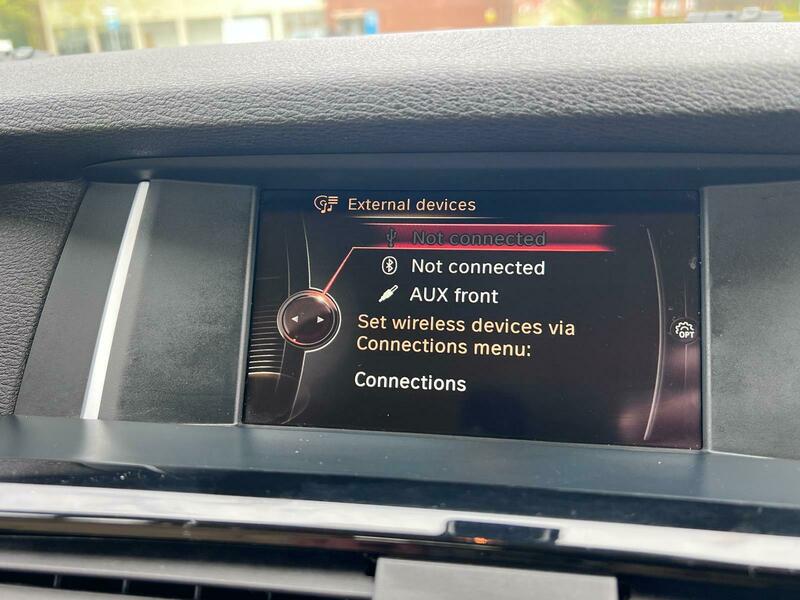 External devices
Not connected
Not connected
AUX front
Set wireless devices via
Connections menu:
Connections
OPT